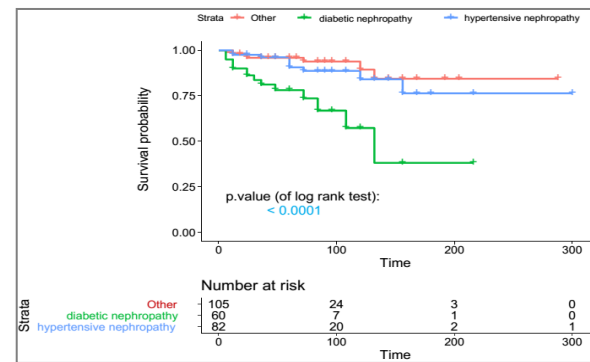 Strata Other diabetic nephropathy hypertensive nephropathy
1.00
0.75
0.50
0.25
0.00
Survival probability
p.value (of log rank test):
< 0.0001
0 100 200 300
Time
Number at risk
Strata
Other 105 24 3 0
diabetic nephropathy 60 7 1 0
hypertensive nephropathy 82 20 2 1
0 100 200 300
Time